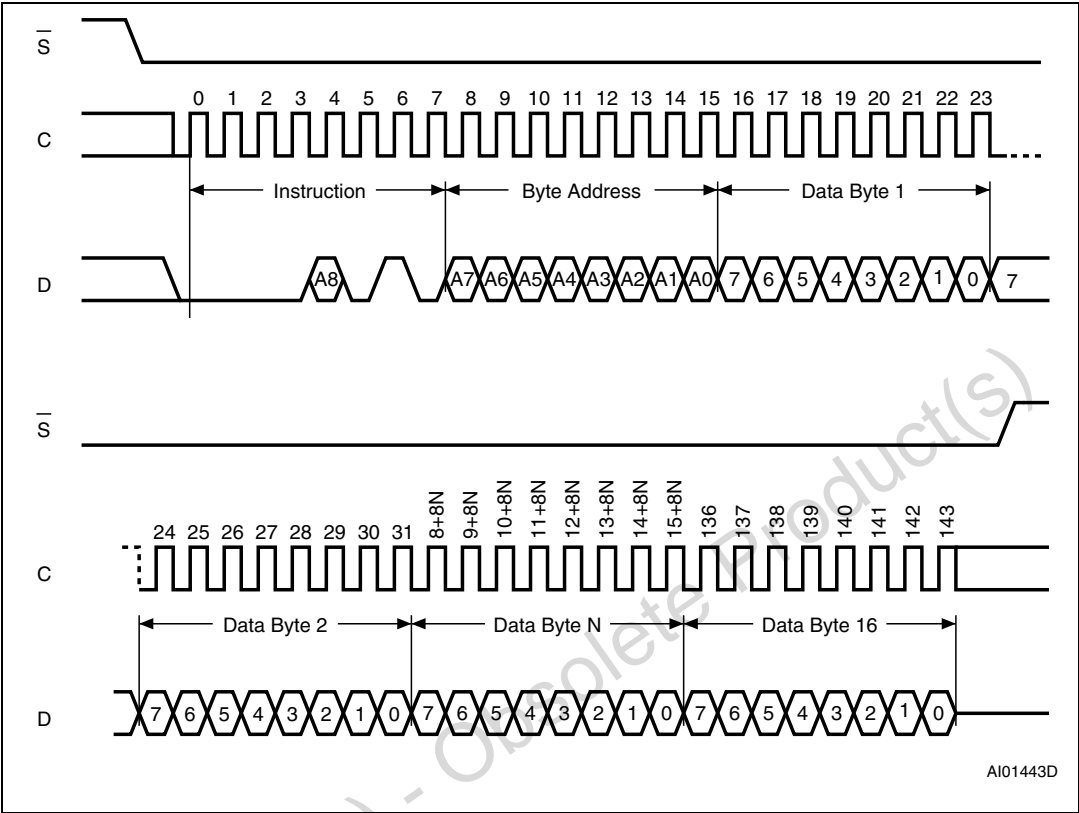 S
0 1 2 3 4 5 6 7 8 9 10 11 12 13 14 15 16 17 18 19 20 21 22 23
C
Instruction Byte Address Data Byte 1
D A8 A7 A6 A5 A4 A3 A2 A1 A0 7 6 5 4 3 2 1 0 7
S
24 25 26 27 28 29 30 31 8+8N 9+8N 10+8N 11+8N 12+8N 13+8N 14+8N 15+8N 136 137 138 139 140 141 142 143
C
Data Byte 2 Data Byte N Data Byte 16
D 7 6 5 4 3 2 1 0 7 6 5 4 3 2 1 0 7 6 5 4 3 2 1 0
AI01443D
) - Obsolete Product(s)